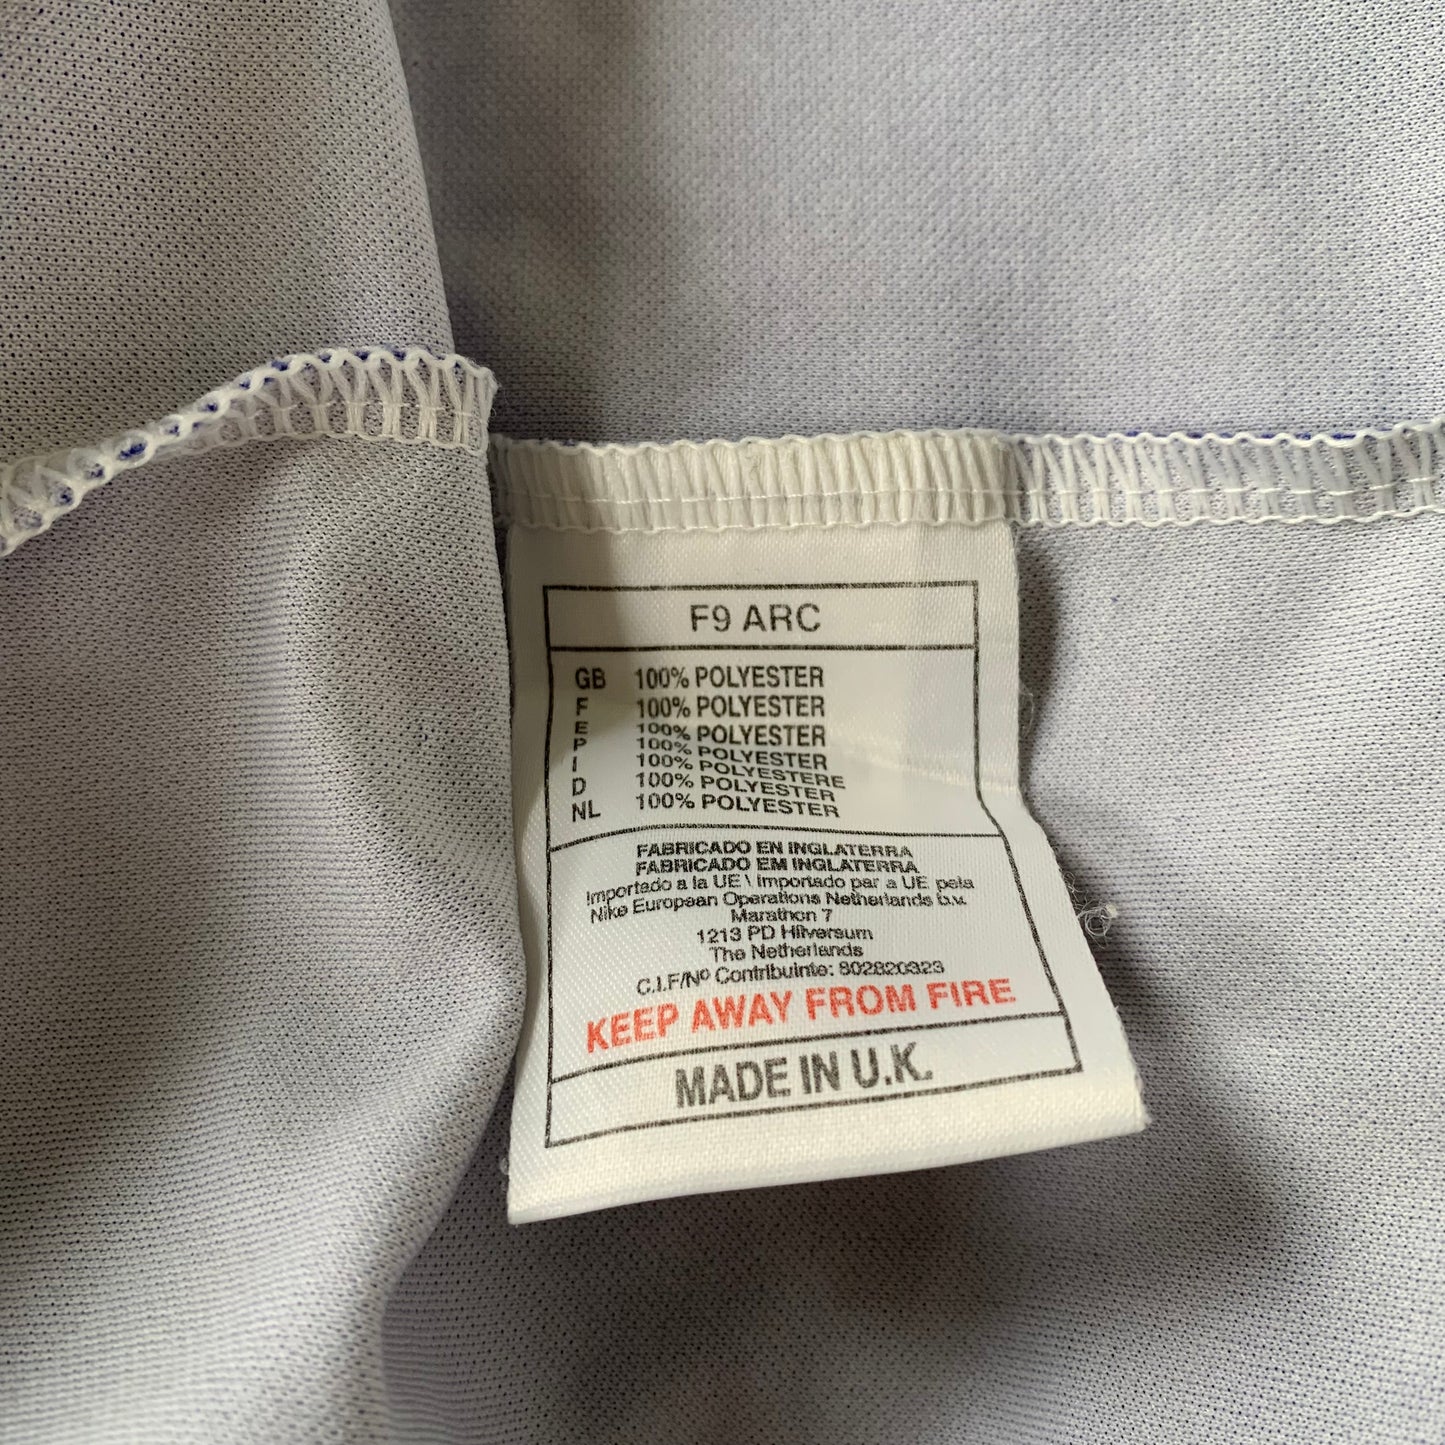 F9 ARC
GB 100% POLYESTER
F 100% POLYESTER
E 100% POLYESTER
P 100% POLYESTER
I 100% POLYESTERE
D 100% POLYESTER
NL 100% POLYESTER
FABRICADO EN INGLATERRA
FABRICADO EM INGLATERRA
Importado a la UE \ Importado par a UE pela
Nike European Operations Netherlands b.v.
Marathon 7
1213 PD Hilversum
The Netherlands
C.I.F/Nº Contribuinte: 802820323
KEEP AWAY FROM FIRE
MADE IN U.K.